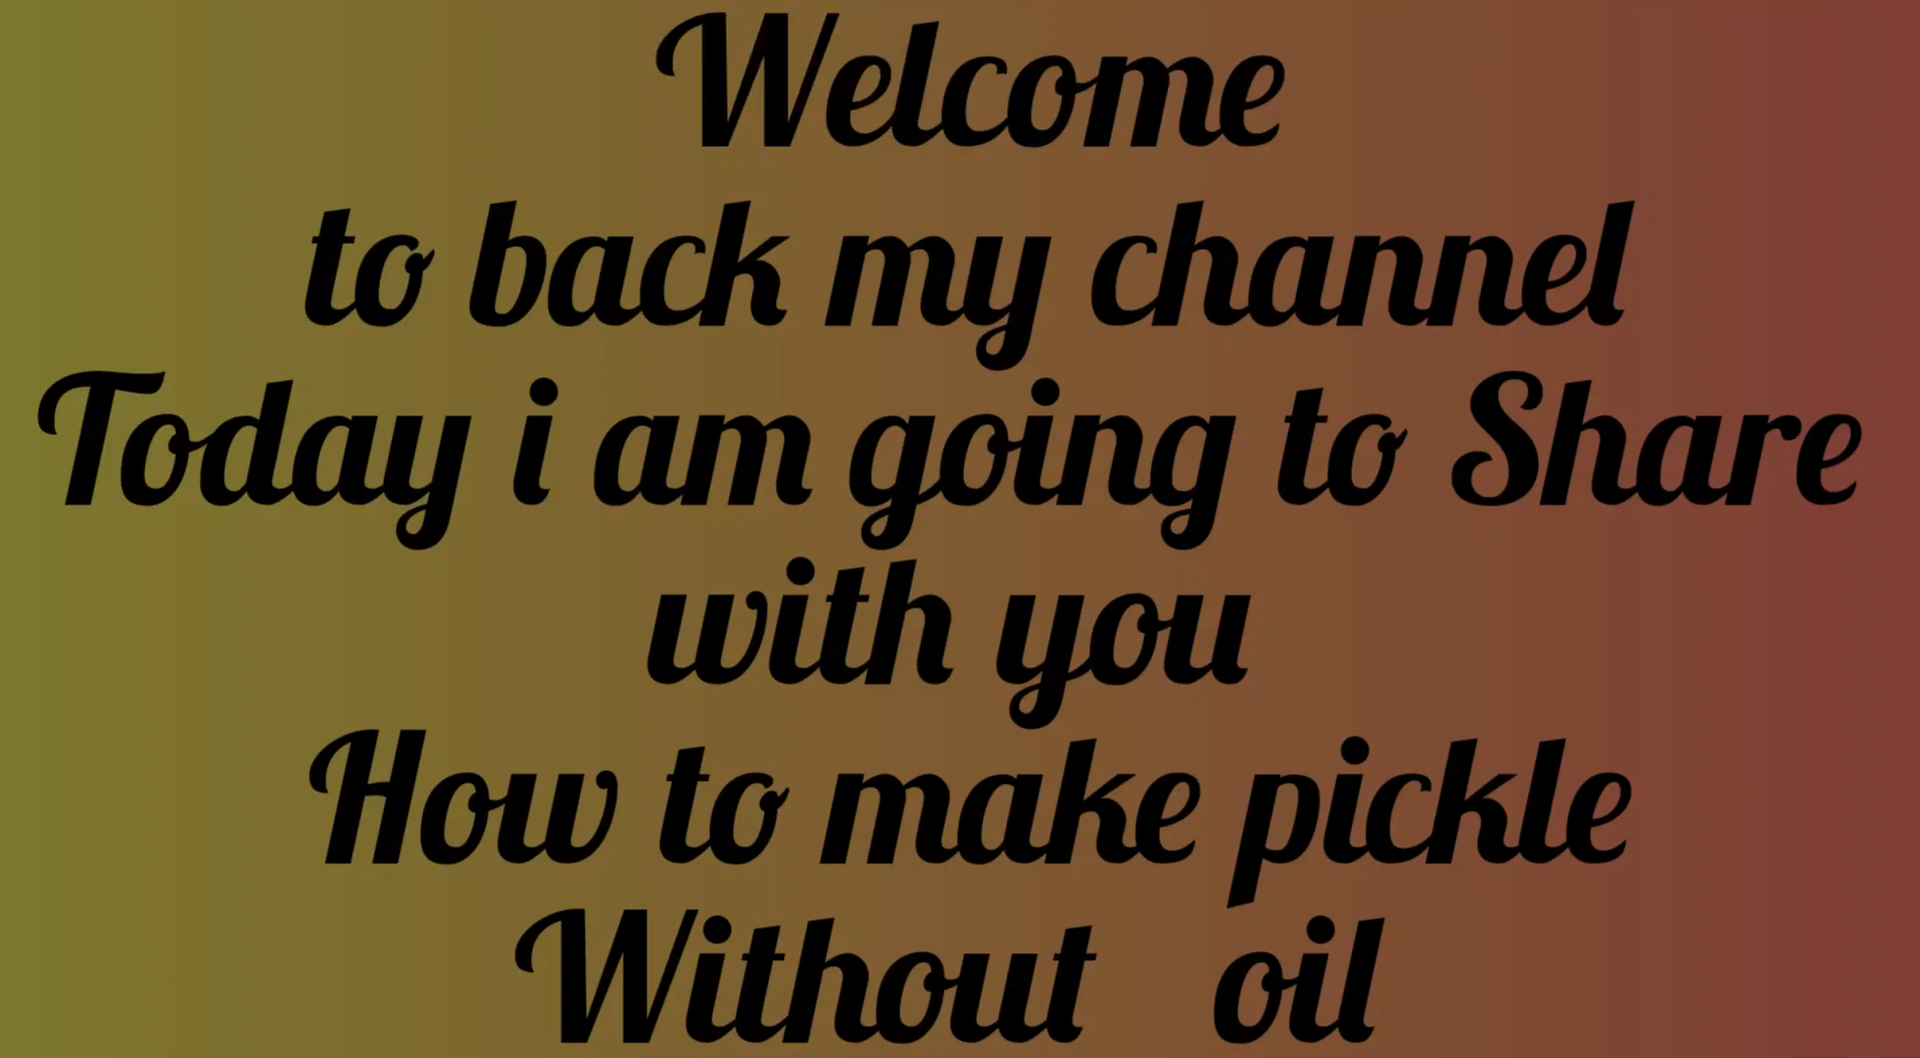 Welcome
to back my channel
Today i am going to Share
with you
How to make pickle
Without oil